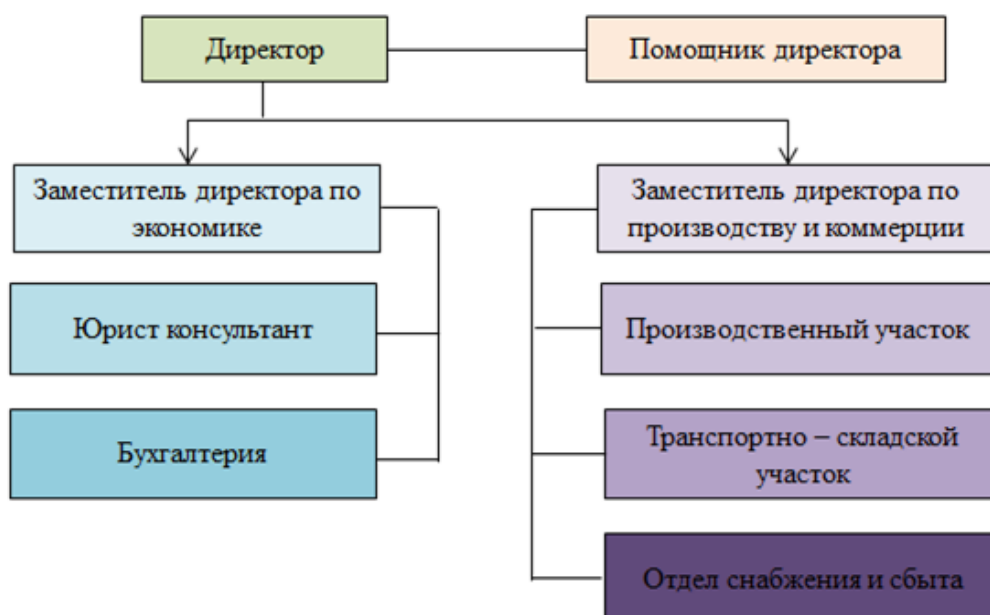 Директор
Помощник директора
Заместитель директора по
экономике
Заместитель директора по
производству и коммерции
Юрист консультант
Производственный участок
Бухгалтерия
Транспортно – складской
участок
Отдел снабжения и сбыта